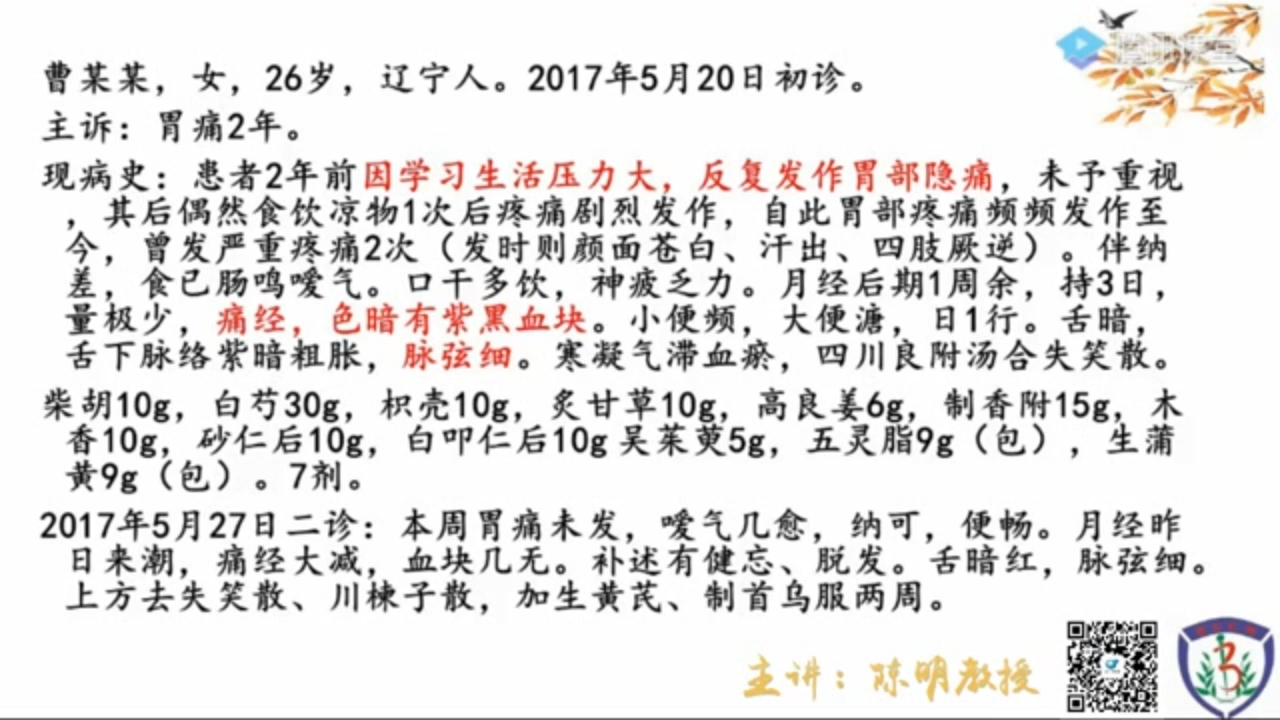 曹某某，女，26岁，辽宁人。2017年5月20日初诊。
主诉：胃痛2年。
现病史：患者2年前因学习生活压力大，反复发作胃部隐痛，未予重视
，其后偶然食饮凉物1次后疼痛剧烈发作，自此胃部疼痛频频发作至
今，曾发严重疼痛2次（发时则颜面苍白、汗出、四肢厥逆）。伴纳
差，食已肠鸣嗳气。口干多饮，神疲乏力。月经后期1周余，持3日，
量极少，痛经，色暗有紫黑血块。小便频，大便溏，日1行。舌暗，
舌下脉络紫暗粗胀，脉弦细。寒凝气滞血瘀，四川良附汤合失笑散。
柴胡10g，白芍30g，枳壳10g，炙甘草10g，高良姜6g，制香附15g，木
香10g，砂仁后10g，白叩仁后10g 吴茱萸5g，五灵脂9g（包），生蒲
黄9g（包）。7剂。
2017年5月27日二诊：本周胃痛未发，嗳气几愈，纳可，便畅。月经昨
日来潮，痛经大减，血块几无。补述有健忘、脱发。舌暗红，脉弦细。
上方去失笑散、川楝子散，加生黄芪、制首乌服两周。
主讲：陈明教授